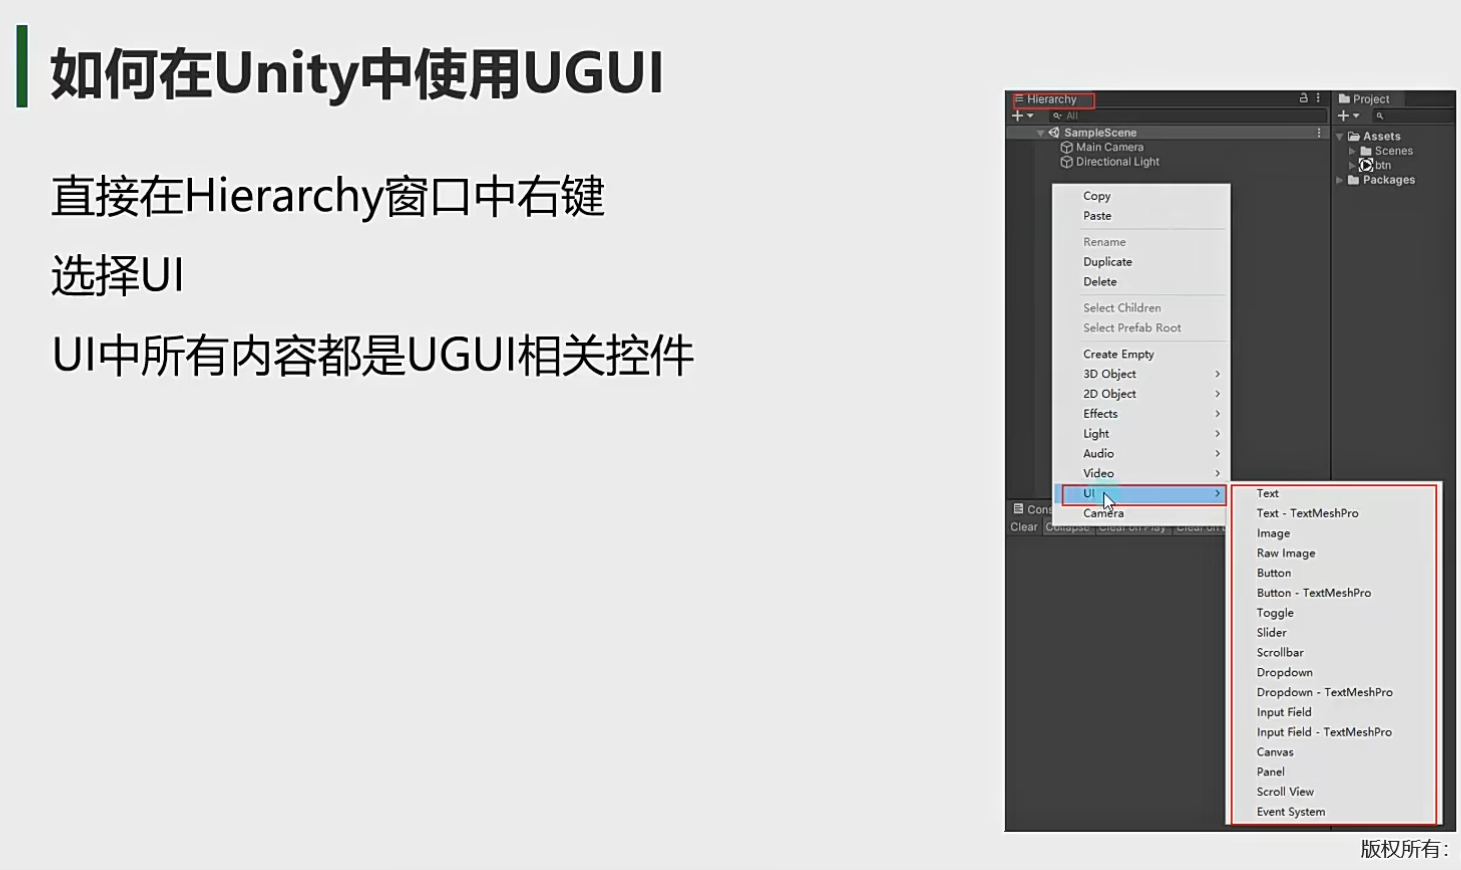 如何在Unity中使用UGUI
直接在Hierarchy窗口中右键
选择UI
UI中所有内容都是UGUI相关控件
Hierarchy
All
SampleScene
Main Camera
Directional Light
Project
Assets
Scenes
btn
Packages
Copy
Paste
Rename
Duplicate
Delete
Select Children
Select Prefab Root
Create Empty
3D Object
2D Object
Effects
Light
Audio
Video
UI
Camera
Cons
Clear Collapse Clear on Play Clear on
Text
Text - TextMeshPro
Image
Raw Image
Button
Button - TextMeshPro
Toggle
Slider
Scrollbar
Dropdown
Dropdown - TextMeshPro
Input Field
Input Field - TextMeshPro
Canvas
Panel
Scroll View
Event System
版权所有: